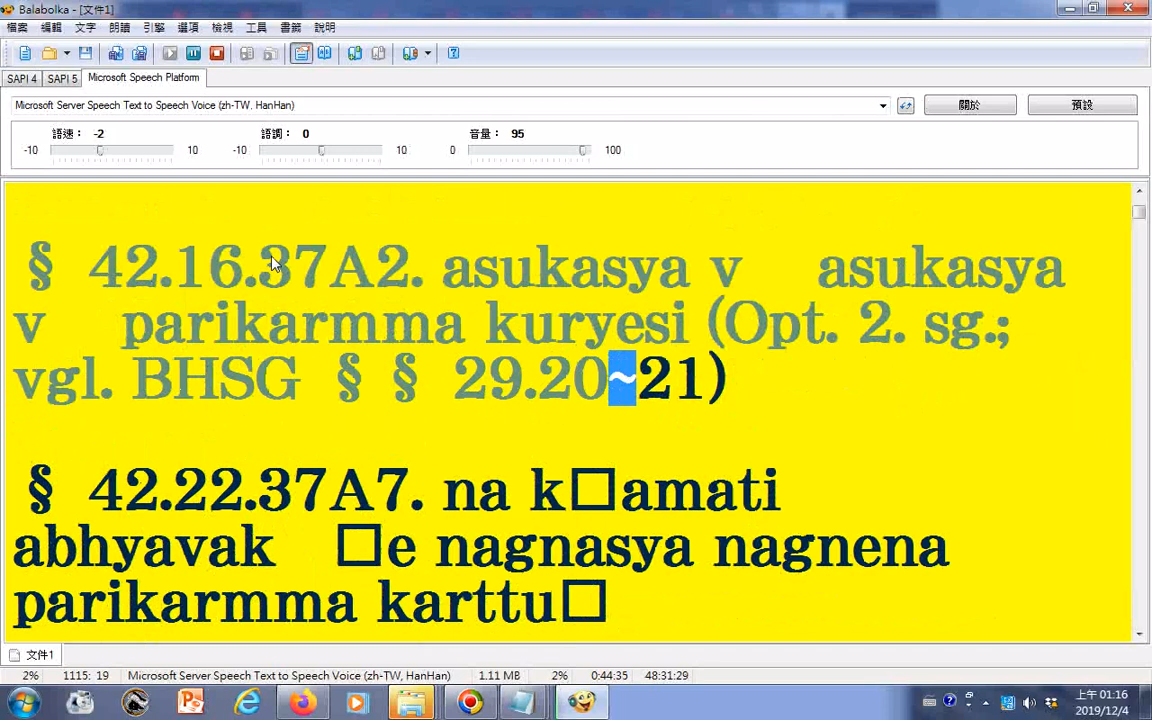 Balabolka - [文件1]
檔案 編輯 文字 朗讀 引擎 選項 檢視 工具 書籤 說明
SAPI 4 SAPI 5 Microsoft Speech Platform
Microsoft Server Speech Text to Speech Voice (zh-TW, HanHan) 關於 預設
語速： -2 語調： 0 音量： 95
-10 10 -10 10 0 100
§ 42.16.37A2. asukasya v asukasya
v parikarmma kuryesi (Opt. 2. sg.;
vgl. BHSG § § 29.20~21)
§ 42.22.37A7. na k□amati
abhyavak □e nagnasya nagnena
parikarmma karttu□
文件1
2% 1115: 19 Microsoft Server Speech Text to Speech Voice (zh-TW, HanHan) 1.11 MB 2% 0:44:35 48:31:29
上午 01:16
2019/12/4